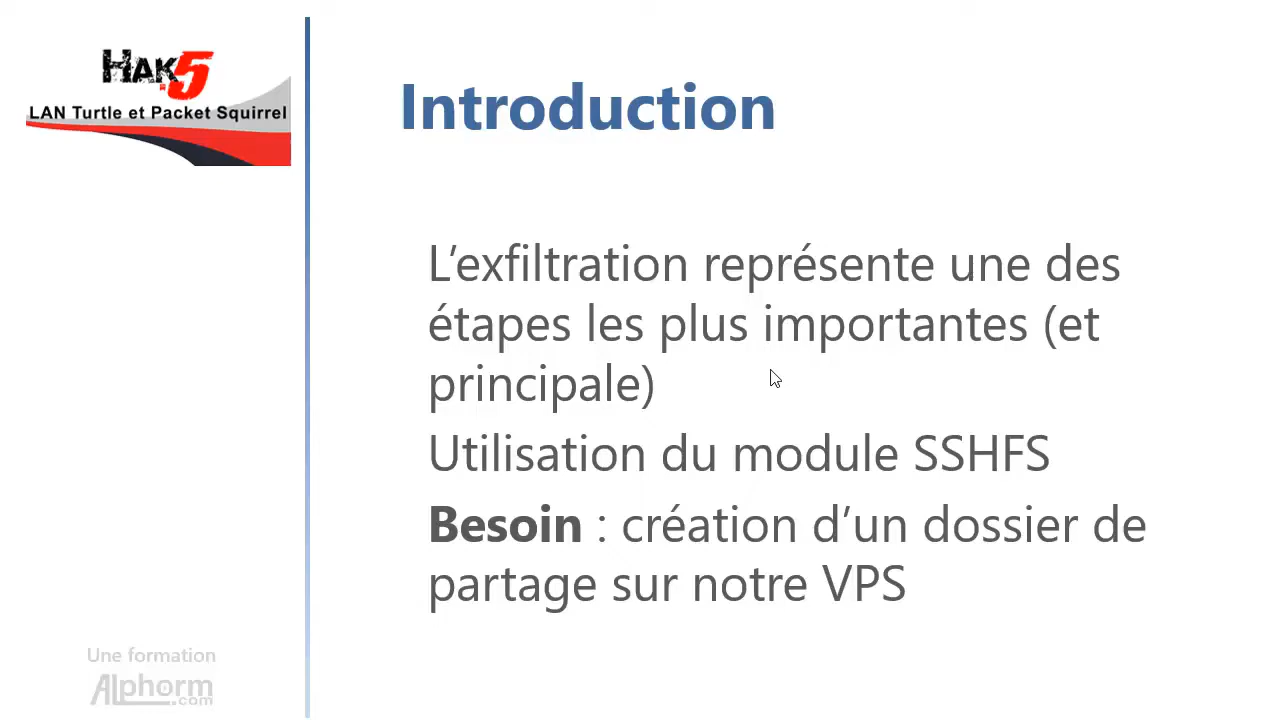 HAK5
LAN Turtle et Packet Squirrel
Introduction
L’exfiltration représente une des
étapes les plus importantes (et
principale)
Utilisation du module SSHFS
Besoin : création d’un dossier de
partage sur notre VPS
Une formation
Alphorm
.com